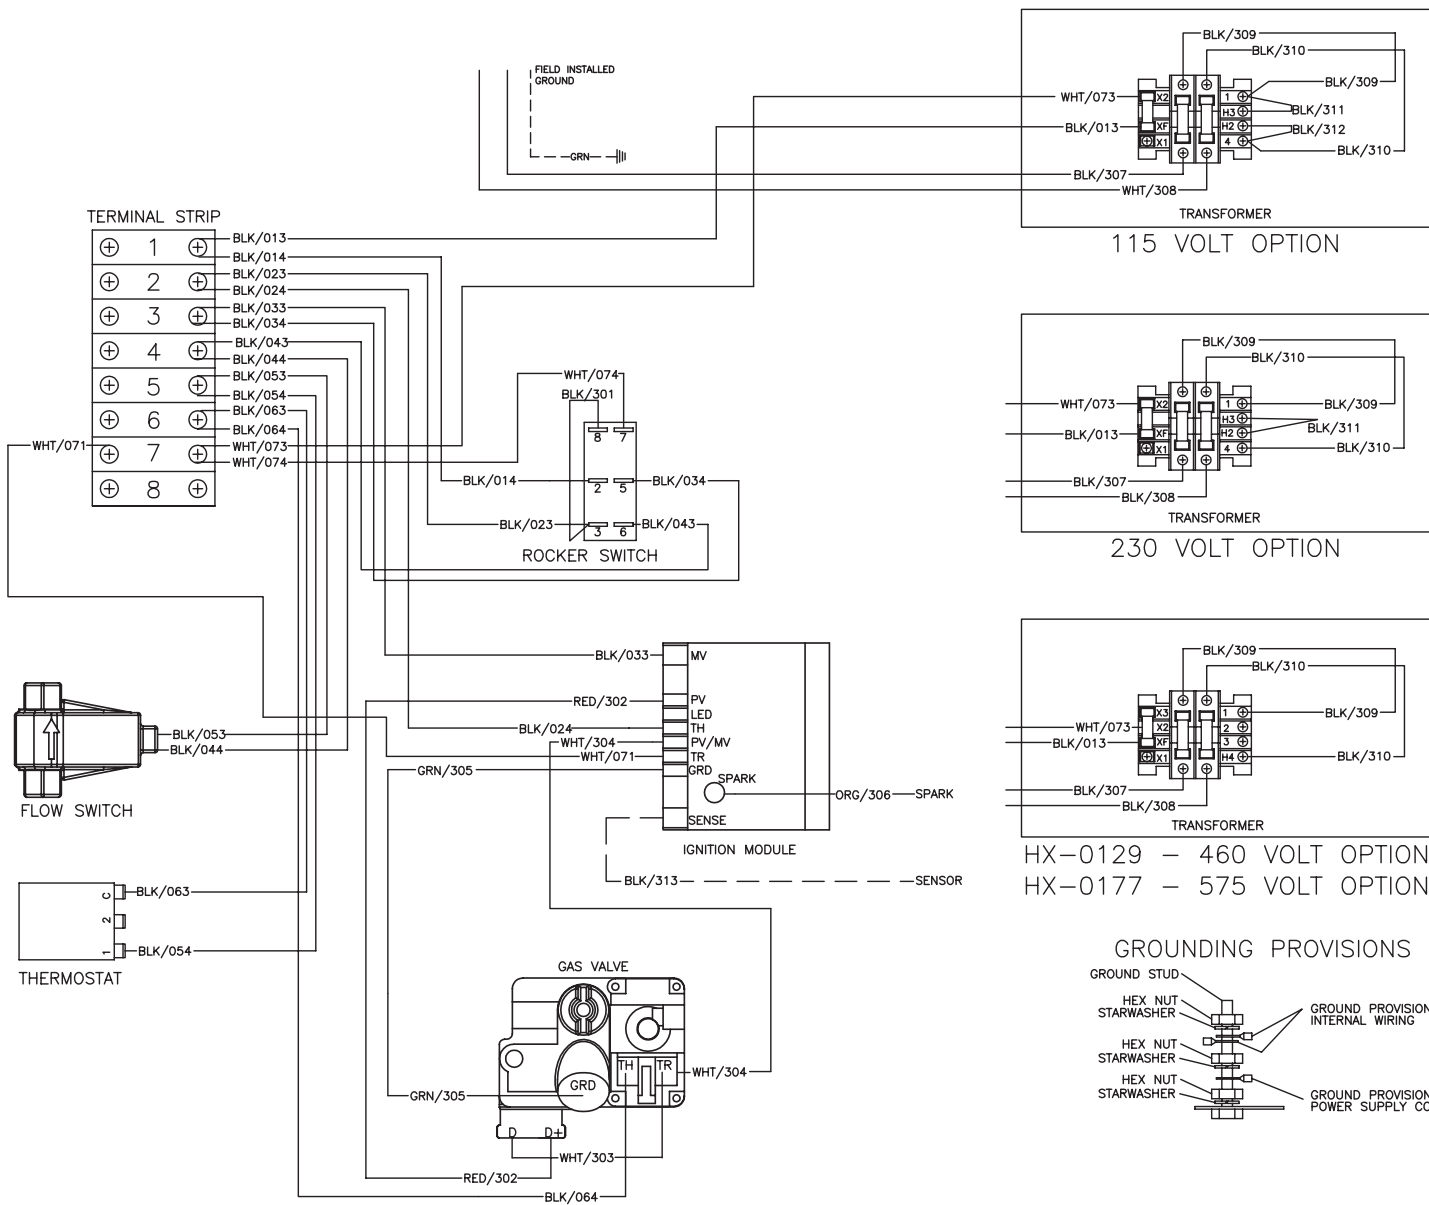 FIELD INSTALLED
GROUND
GRN
BLK/309
BLK/310
WHT/073
BLK/013
X2
XF
X1
1
H3
H2
4
BLK/309
BLK/311
BLK/312
BLK/310
BLK/307
WHT/308
TRANSFORMER
115 VOLT OPTION
TERMINAL STRIP
1
2
3
4
5
6
7
8
BLK/013
BLK/014
BLK/023
BLK/024
BLK/033
BLK/034
BLK/043
BLK/044
BLK/053
BLK/054
BLK/063
BLK/064
WHT/071
WHT/073
WHT/074
WHT/074
BLK/301
8
7
BLK/014
2
5
BLK/034
BLK/023
3
6
BLK/043
ROCKER SWITCH
BLK/309
BLK/310
WHT/073
BLK/013
X2
XF
X1
1
H3
H2
4
BLK/309
BLK/311
BLK/310
BLK/307
BLK/308
TRANSFORMER
230 VOLT OPTION
BLK/309
BLK/310
WHT/073
BLK/013
X3
X2
XF
X1
1
2
3
H4
BLK/309
BLK/310
BLK/307
BLK/308
TRANSFORMER
HX-0129 - 460 VOLT OPTION
HX-0177 - 575 VOLT OPTION
BLK/033
MV
RED/302
PV
LED
BLK/024
TH
WHT/304
PV/MV
WHT/071
TR
GRN/305
GRD
SPARK
ORG/306
SPARK
SENSE
IGNITION MODULE
BLK/313
SENSOR
BLK/053
BLK/044
FLOW SWITCH
C
2
1
BLK/063
BLK/054
THERMOSTAT
GAS VALVE
TH
TR
GRD
WHT/304
GRN/305
D
D+
WHT/303
RED/302
BLK/064
GROUNDING PROVISIONS
GROUND STUD
HEX NUT
STARWASHER
HEX NUT
STARWASHER
HEX NUT
STARWASHER
GROUND PROVISION
INTERNAL WIRING
GROUND PROVISION
POWER SUPPLY CO